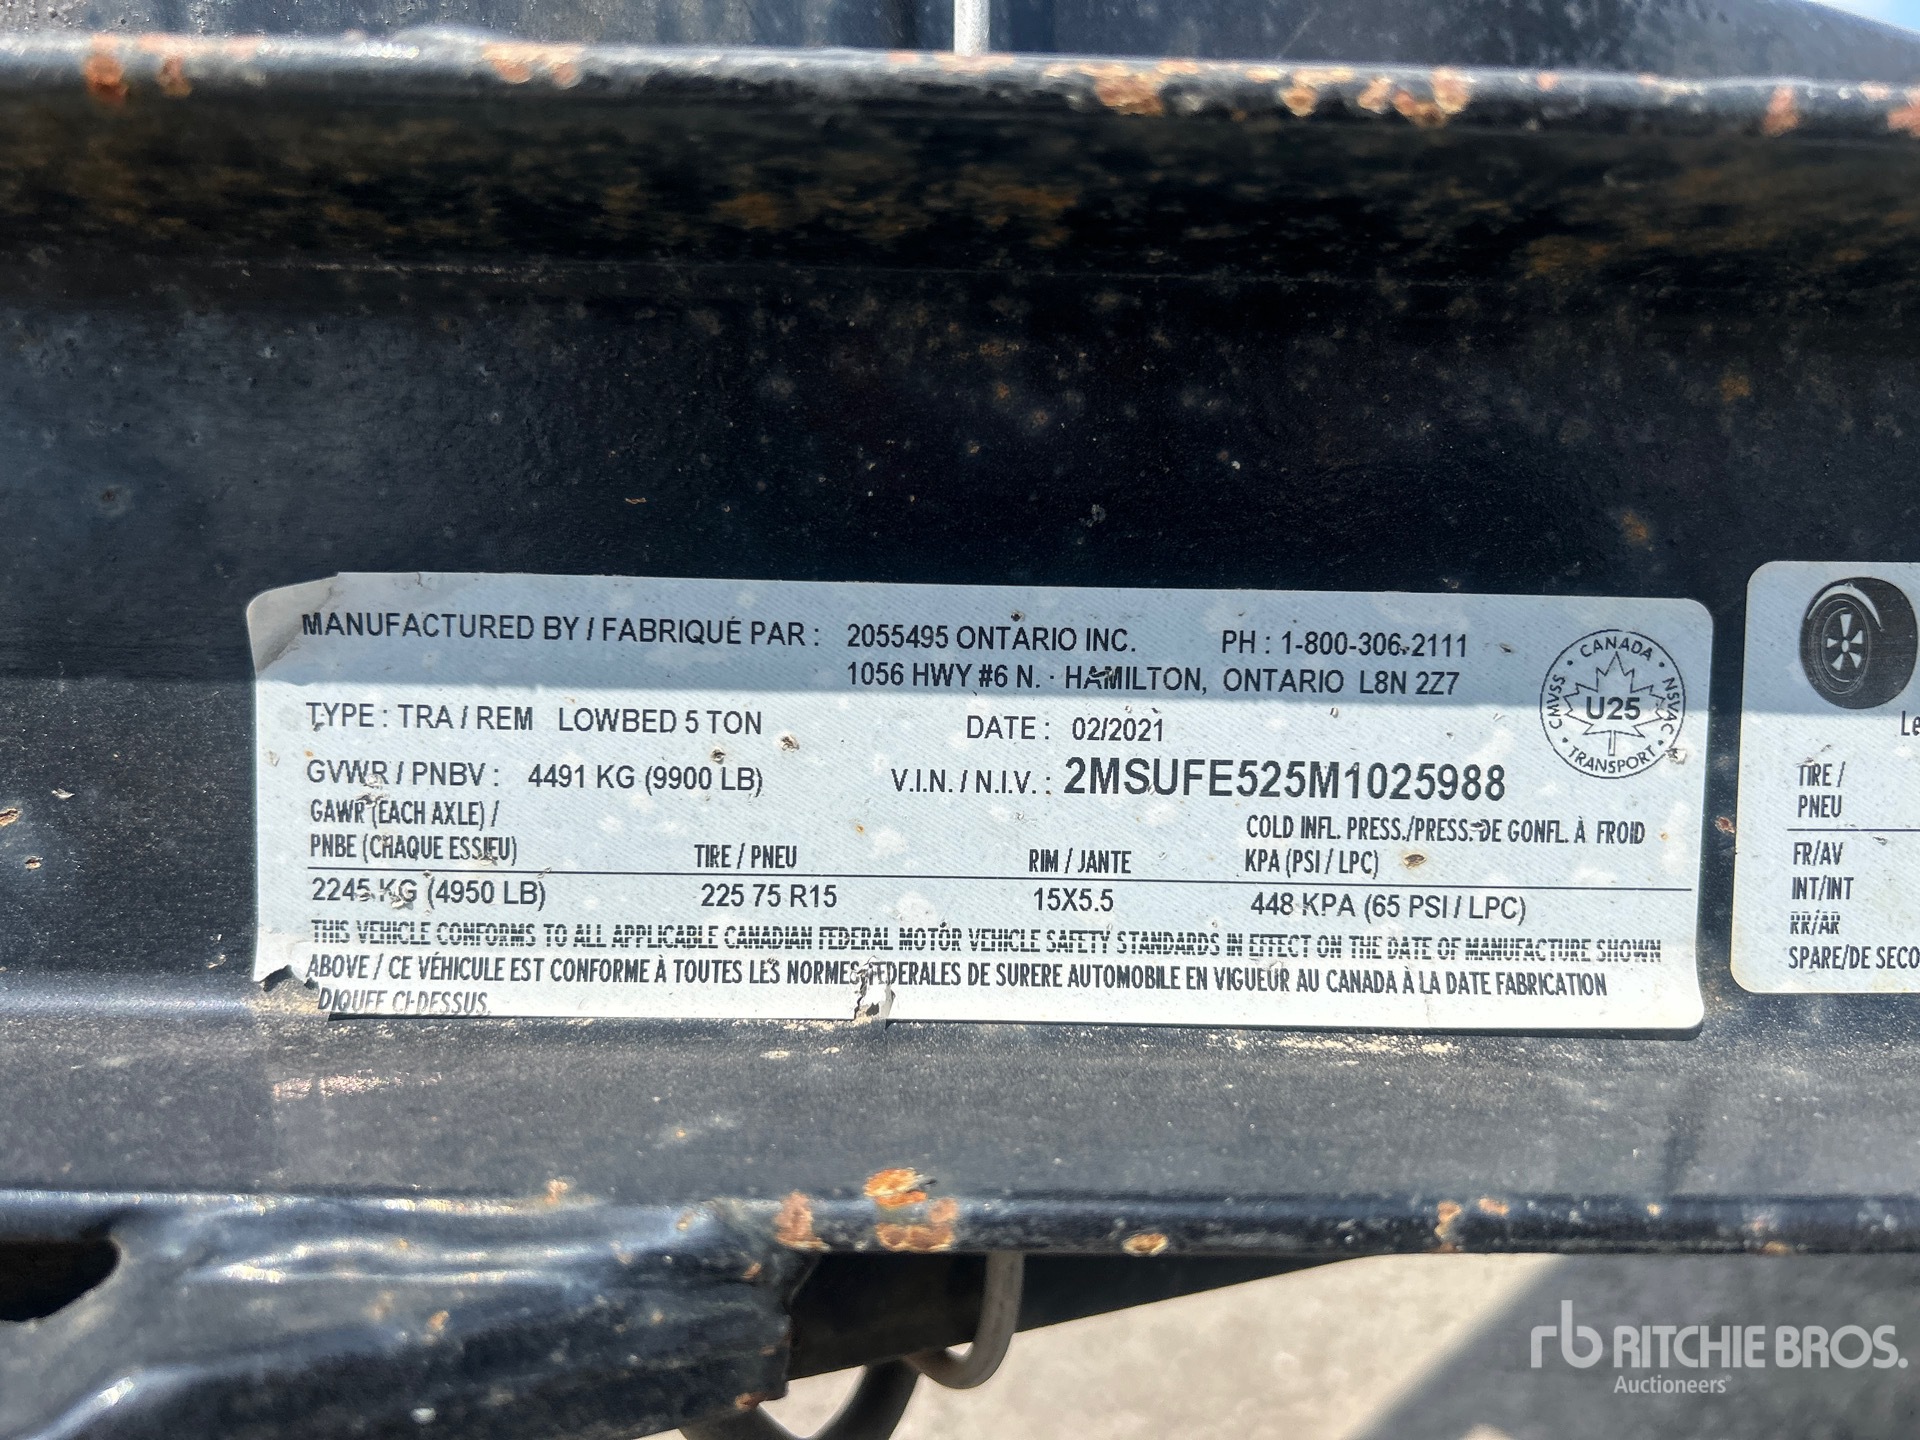 MANUFACTURED BY / FABRIQUÉ PAR : 2055495 ONTARIO INC. PH : 1-800-306-2111
1056 HWY #6 N. · HAMILTON, ONTARIO L8N 2Z7
TYPE : TRA / REM LOWBED 5 TON DATE : 02/2021
GVWR / PNBV : 4491 KG (9900 LB) V.I.N. / N.I.V. : 2MSUFE525M1025988
GAWR (EACH AXLE) /
PNBE (CHAQUE ESSIEU) TIRE / PNEU RIM / JANTE COLD INFL. PRESS./PRESS. DE GONFL. À FROID
KPA (PSI / LPC)
2245 KG (4950 LB) 225 75 R15 15X5.5 448 KPA (65 PSI / LPC)
THIS VEHICLE CONFORMS TO ALL APPLICABLE CANADIAN FEDERAL MOTOR VEHICLE SAFETY STANDARDS IN EFFECT ON THE DATE OF MANUFACTURE SHOWN
ABOVE / CE VÉHICULE EST CONFORME À TOUTES LES NORMES FEDERALES DE SURERE AUTOMOBILE EN VIGUEUR AU CANADA À LA DATE FABRICATION
DIQUEE CI-DESSUS.
CANADA
CMVSS U25 NSVAC
TRANSPORT
Le
TIRE /
PNEU
FR/AV
INT/INT
RR/AR
SPARE/DE SECO
rb RITCHIE BROS.
Auctioneers